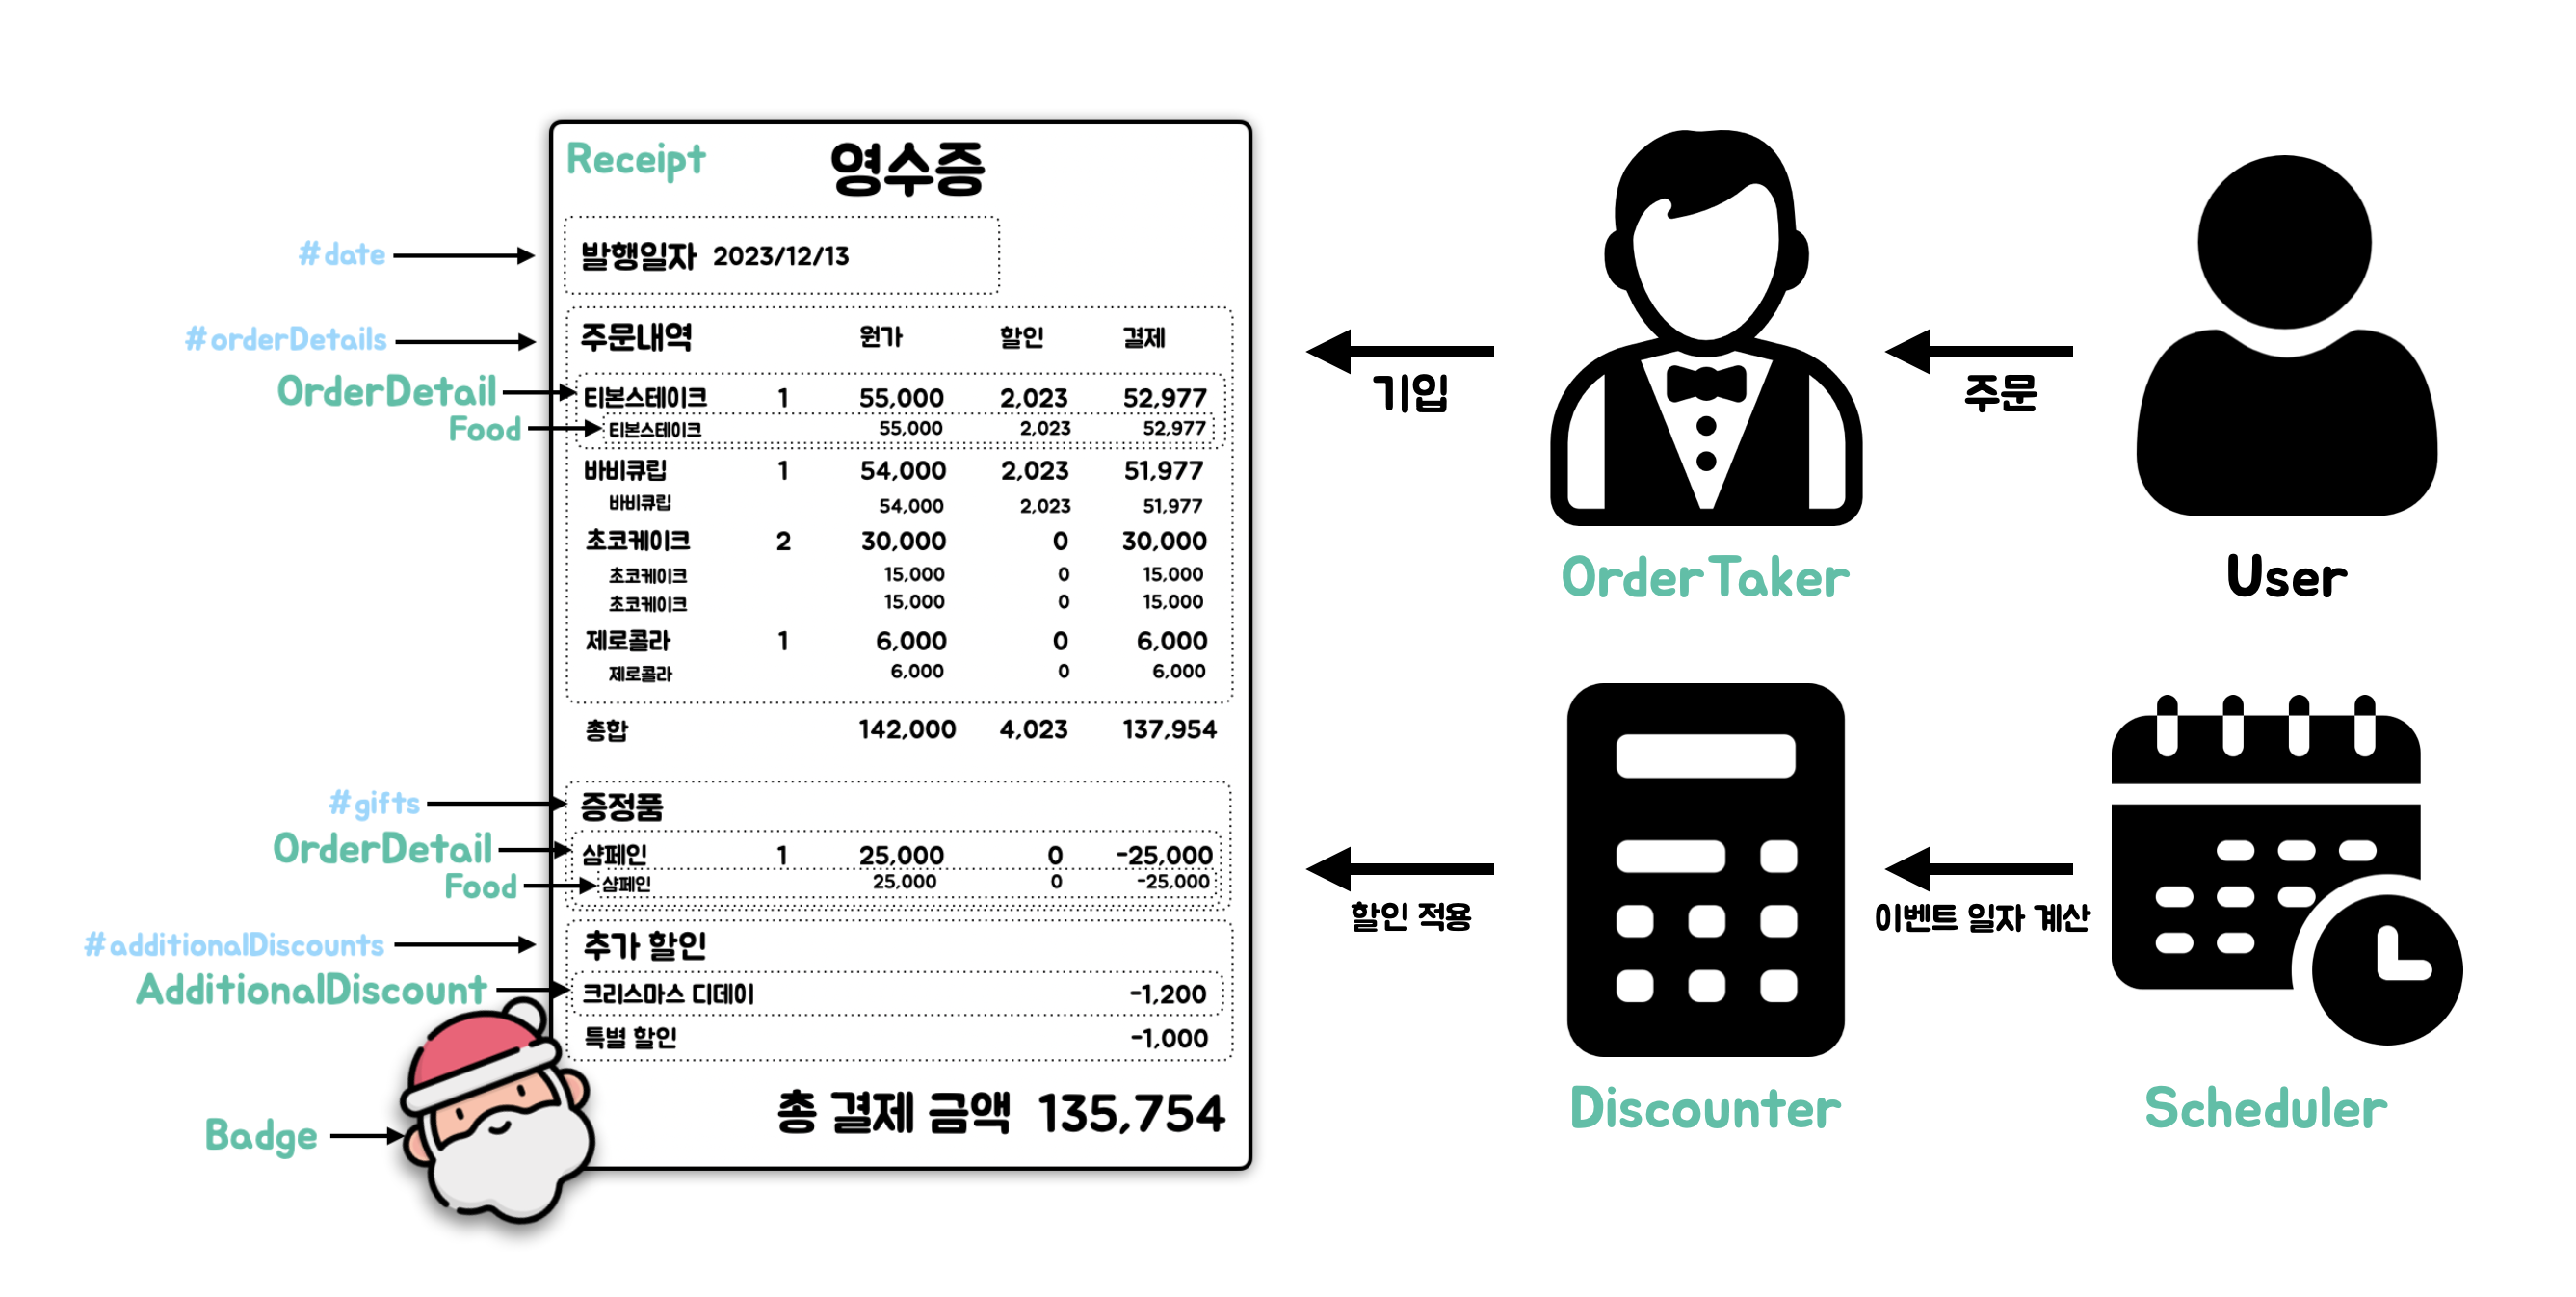 Receipt 영수증
#date
발행일자 2023/12/13
#orderDetails
주문내역 원가 할인 결제
OrderDetail
티본스테이크 1 55,000 2,023 52,977
Food
티본스테이크 55,000 2,023 52,977
바비큐립 1 54,000 2,023 51,977
바비큐립 54,000 2,023 51,977
초코케이크 2 30,000 0 30,000
초코케이크 15,000 0 15,000
초코케이크 15,000 0 15,000
제로콜라 1 6,000 0 6,000
제로콜라 6,000 0 6,000
총합 142,000 4,023 137,954
#gifts
증정품
OrderDetail
샴페인 1 25,000 0 -25,000
Food
샴페인 25,000 0 -25,000
#additionalDiscounts
추가 할인
AdditionalDiscount
크리스마스 디데이 -1,200
특별 할인 -1,000
Badge
총 결제 금액 135,754
기입
주문
OrderTaker
User
할인 적용
이벤트 일자 계산
Discounter
Scheduler